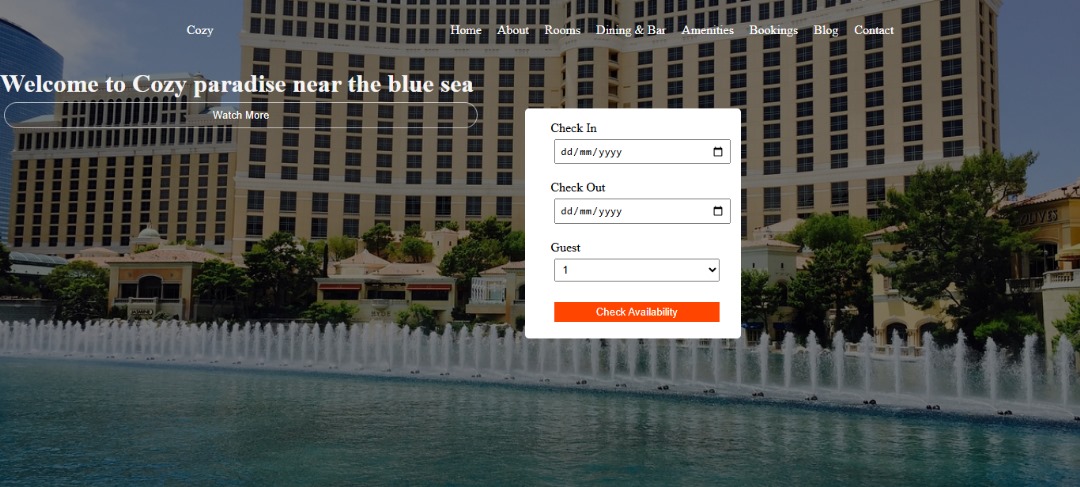 Cozy
Home About Rooms Dining & Bar Amenities Bookings Blog Contact
Welcome to Cozy paradise near the blue sea
Watch More
Check In
dd/mm/yyyy
Check Out
dd/mm/yyyy
Guest
1
Check Availability